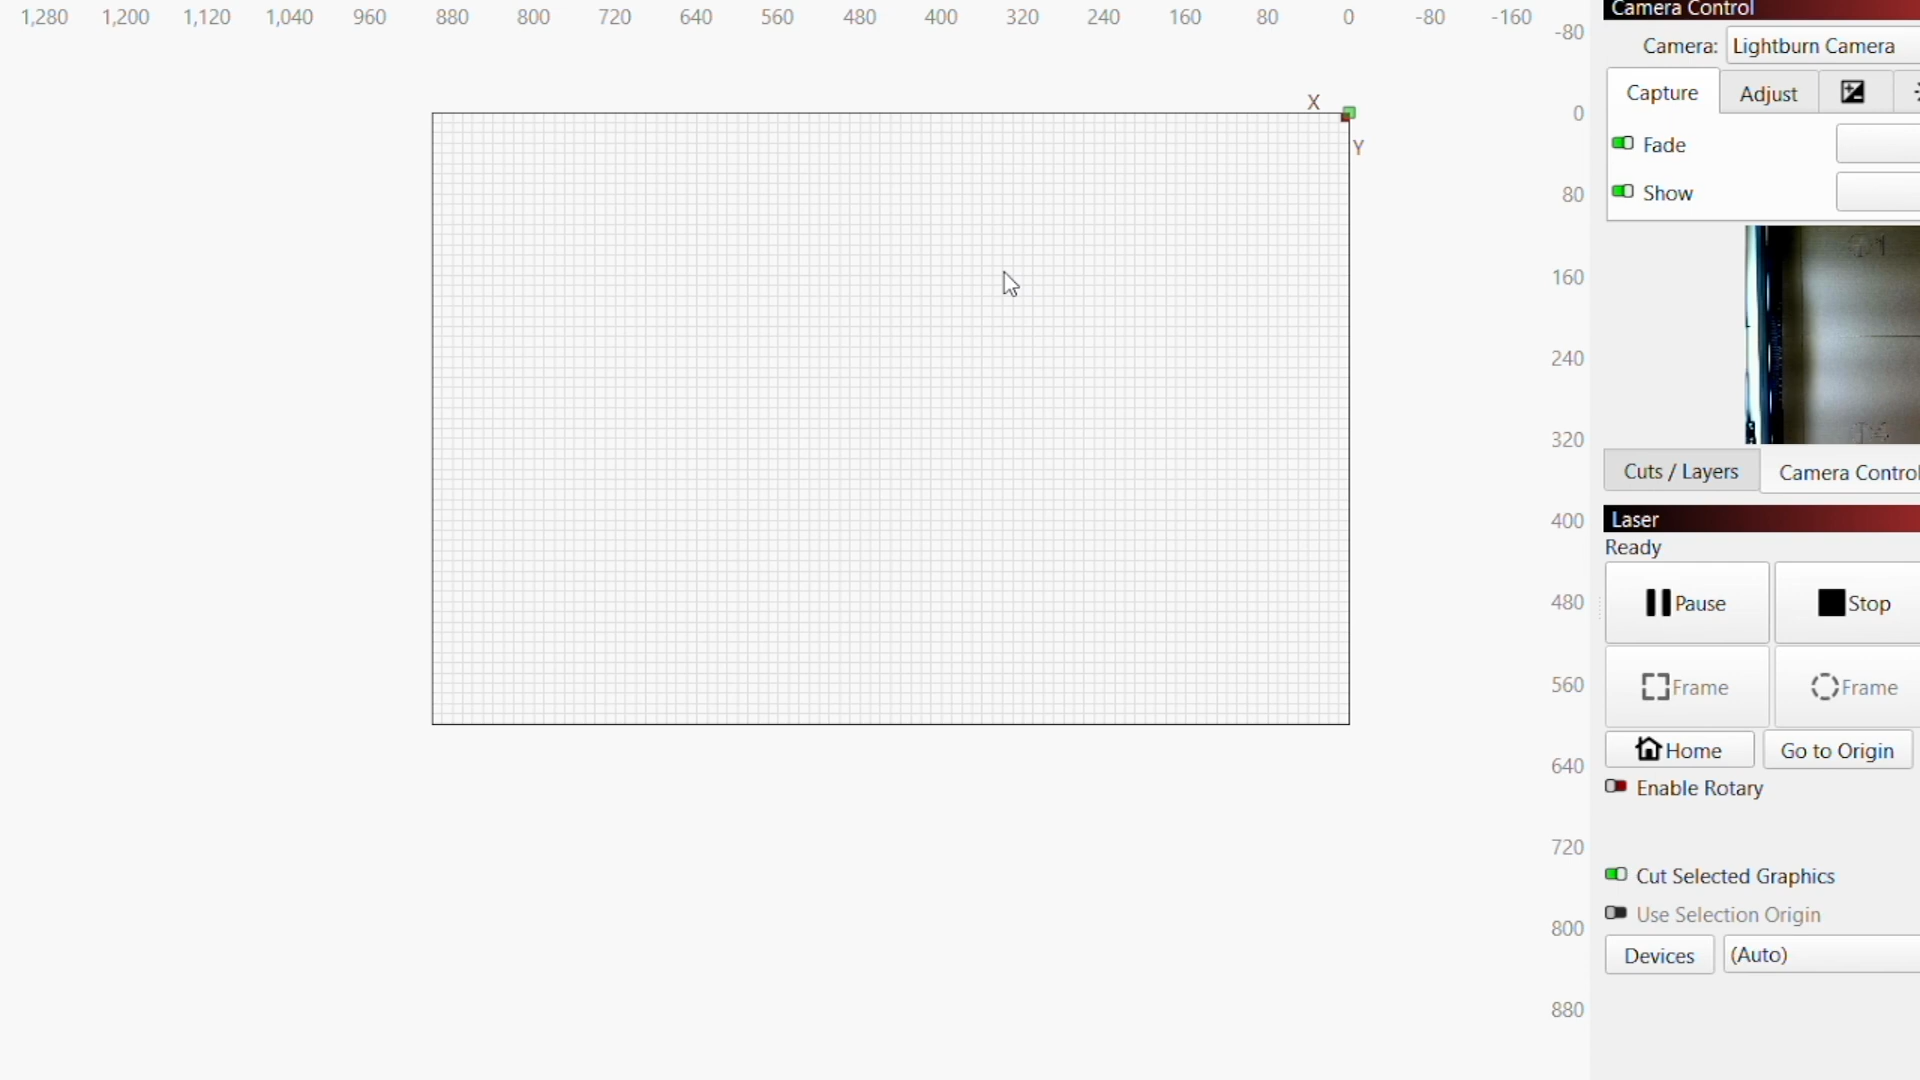 1,280 1,200 1,120 1,040 960 880 800 720 640 560 480 400 320 240 160 80 0 -80 -160
-80
0
80
160
240
320
400
480
560
640
720
800
880
X
Y
Camera Control
Camera: Lightburn Camera
Capture Adjust
Fade
Show
Cuts / Layers Camera Control
Laser
Ready
Pause Stop
Frame Frame
Home Go to Origin
Enable Rotary
Cut Selected Graphics
Use Selection Origin
Devices (Auto)